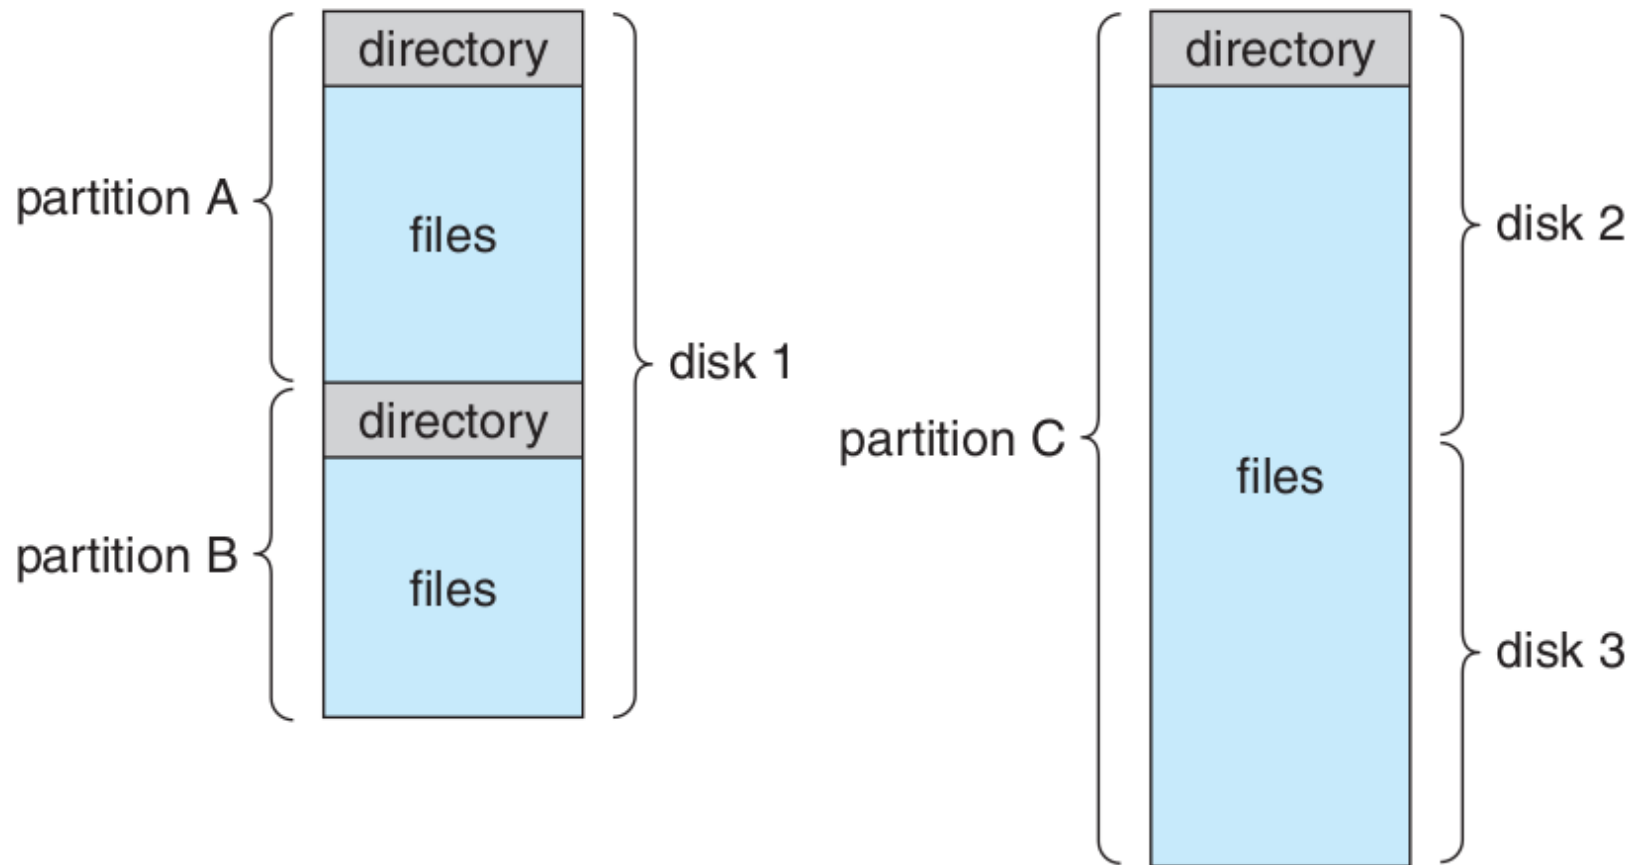 directory
partition A
files
disk 1
directory
partition B
files
directory
disk 2
partition C
files
disk 3